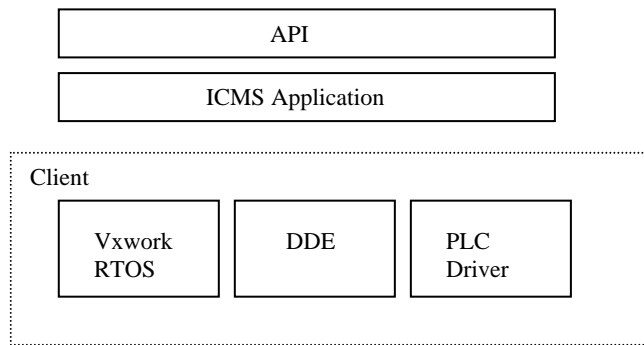 API
ICMS Application
Client
Vxwork
RTOS
DDE
PLC
Driver